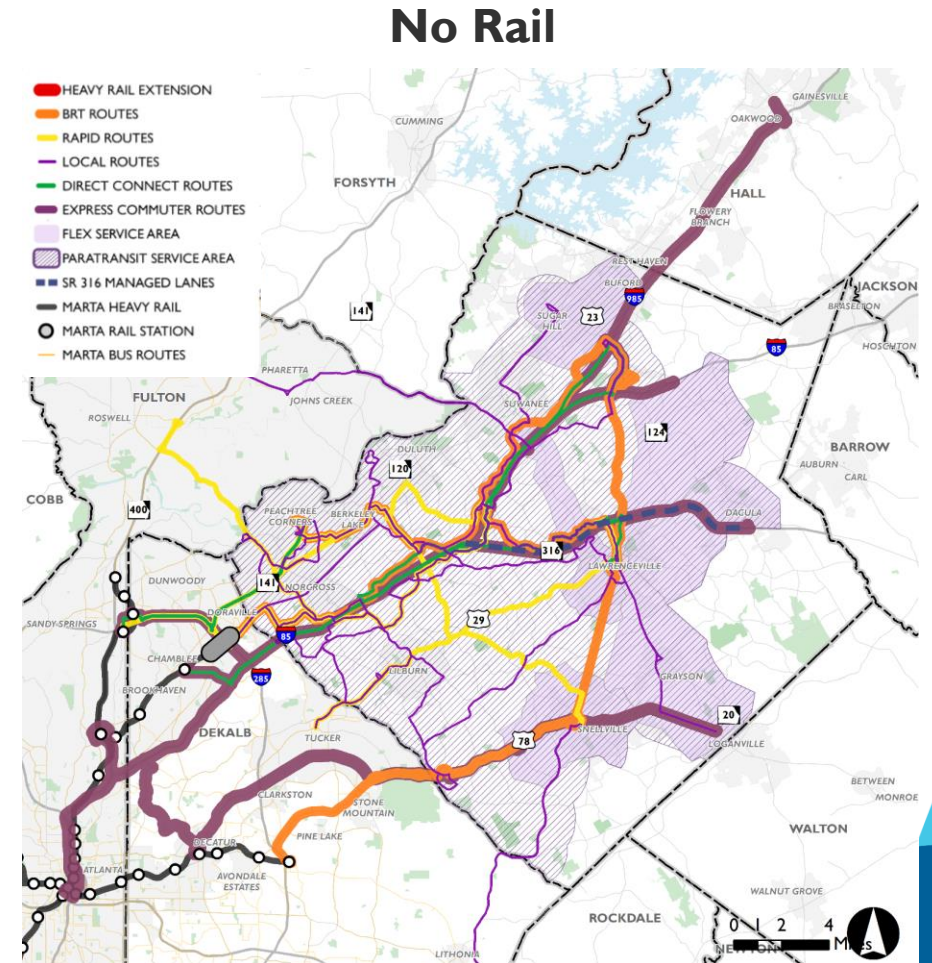 No Rail
HEAVY RAIL EXTENSION
BRT ROUTES
RAPID ROUTES
LOCAL ROUTES
DIRECT CONNECT ROUTES
EXPRESS COMMUTER ROUTES
FLEX SERVICE AREA
PARATRANSIT SERVICE AREA
SR 316 MANAGED LANES
MARTA HEAVY RAIL
MARTA RAIL STATION
MARTA BUS ROUTES
GAINESVILLE
OAKWOOD
CUMMING
FORSYTH
HALL
FLOWERY
BRANCH
REST HAVEN
BUFORD
985
JACKSON
BRASELTON
HOSCHTON
141
SUGAR
HILL
23
85
PHARETTA
JOHNS CREEK
FULTON
ROSWELL
SUWANEE
124
DULUTH
120
BARROW
AUBURN
CARL
COBB
400
PEACHTREE
CORNERS
BERKELEY
LAKE
DACULA
316
LAWRENCEVILLE
DUNWOODY
141
NORCROSS
SANDY SPRINGS
DORAVILLE
29
85
CHAMBLEE
285
LILBURN
BROOKHAVEN
GRAYSON
20
DEKALB
TUCKER
SNELLVILLE
78
LOGANVILLE
CLARKSTON
STONE
MOUNTAIN
BETWEEN
MONROE
PINE LAKE
DECATUR
WALTON
ATLANTA
AVONDALE
ESTATES
WALNUT GROVE
ROCKDALE
0 1 2 4
Miles
NEWTON
LITHONIA